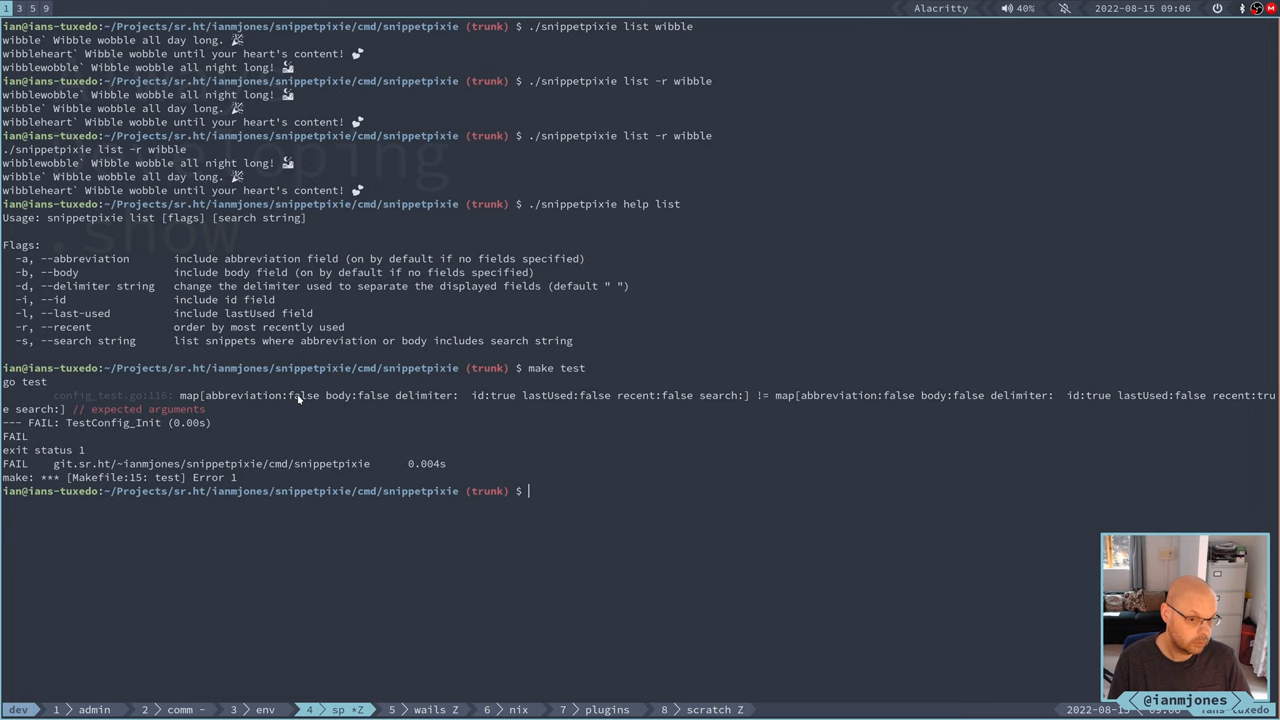 1 3 5 9 Alacritty 40% 2022-08-15 09:06
ian@ians-tuxedo:~/Projects/sr.ht/ianmjones/snippetpixie/cmd/snippetpixie (trunk) $ ./snippetpixie list wibble
wibble` Wibble wobble all day long. 🎉
wibbleheart` Wibble wobble until your heart's content! 💕
wibblewobble` Wibble wobble all night long!
ian@ians-tuxedo:~/Projects/sr.ht/ianmjones/snippetpixie/cmd/snippetpixie (trunk) $ ./snippetpixie list -r wibble
wibblewobble` Wibble wobble all night long!
wibble` Wibble wobble all day long. 🎉
wibbleheart` Wibble wobble until your heart's content! 💕
ian@ians-tuxedo:~/Projects/sr.ht/ianmjones/snippetpixie/cmd/snippetpixie (trunk) $ ./snippetpixie list -r wibble
./snippetpixie list -r wibble
wibblewobble` Wibble wobble all night long!
wibble` Wibble wobble all day long. 🎉
wibbleheart` Wibble wobble until your heart's content! 💕
ian@ians-tuxedo:~/Projects/sr.ht/ianmjones/snippetpixie/cmd/snippetpixie (trunk) $ ./snippetpixie help list
Usage: snippetpixie list [flags] [search string]
.show
Flags:
-a, --abbreviation include abbreviation field (on by default if no fields specified)
-b, --body include body field (on by default if no fields specified)
-d, --delimiter string change the delimiter used to separate the displayed fields (default " ")
-i, --id include id field
-l, --last-used include lastUsed field
-r, --recent order by most recently used
-s, --search string list snippets where abbreviation or body includes search string
ian@ians-tuxedo:~/Projects/sr.ht/ianmjones/snippetpixie/cmd/snippetpixie (trunk) $ make test
go test
config_test.go:116: map[abbreviation:false body:false delimiter: id:true lastUsed:false recent:false search:] != map[abbreviation:false body:false delimiter: id:true lastUsed:false recent:tru
e search:] // expected arguments
--- FAIL: TestConfig_Init (0.00s)
FAIL
exit status 1
FAIL git.sr.ht/~ianmjones/snippetpixie/cmd/snippetpixie 0.004s
make: *** [Makefile:15: test] Error 1
ian@ians-tuxedo:~/Projects/sr.ht/ianmjones/snippetpixie/cmd/snippetpixie (trunk) $
@ianmjones
dev 1 admin 2 comm - 3 env 4 sp *Z 5 wails Z 6 nix 7 plugins 8 scratch Z 2022-08-15